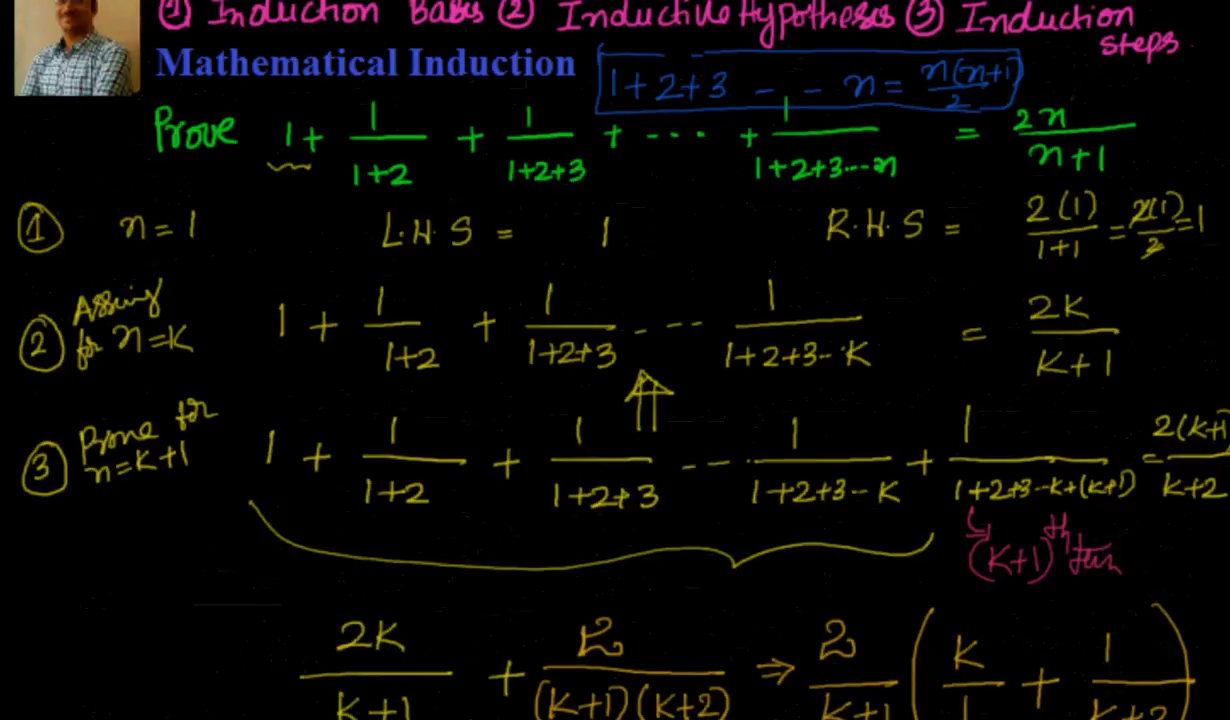 ① Induction Basis ② Inductive Hypothesis ③ Induction steps
Mathematical Induction
1+2+3 - - n = n(n+1)/2
Prove 1 + 1/(1+2) + 1/(1+2+3) + .... + 1/(1+2+3...n) = 2n/(n+1)
① n = 1 L.H.S = 1 R.H.S = 2(1)/(1+1) = 2(1)/2 = 1
② Assume for n=K 1 + 1/(1+2) + 1/(1+2+3) ---- 1/(1+2+3--K) = 2K/(K+1)
③ Prove for n=K+1 1 + 1/(1+2) + 1/(1+2+3) --- 1/(1+2+3--K) + 1/(1+2+3--K+(K+1)) = 2(K+1)/(K+2)
(K+1)th term
2K/(K+1) + 2/((K+1)(K+2)) ⇒ 2/(K+1) (K/1 + 1/(K+2))